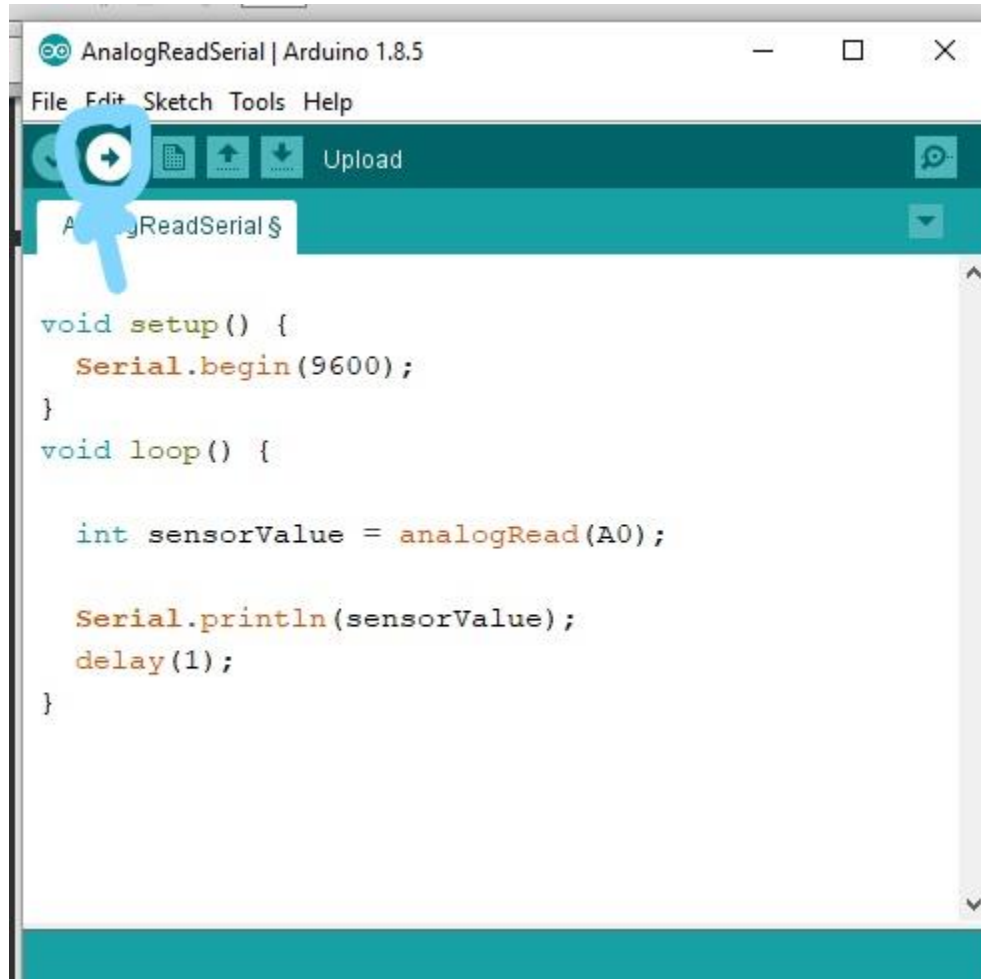 AnalogReadSerial | Arduino 1.8.5
File Edit Sketch Tools Help
Upload
ReadSerial §
void setup() {
  Serial.begin(9600);
}
void loop() {
  int sensorValue = analogRead(A0);
  Serial.println(sensorValue);
  delay(1);
}